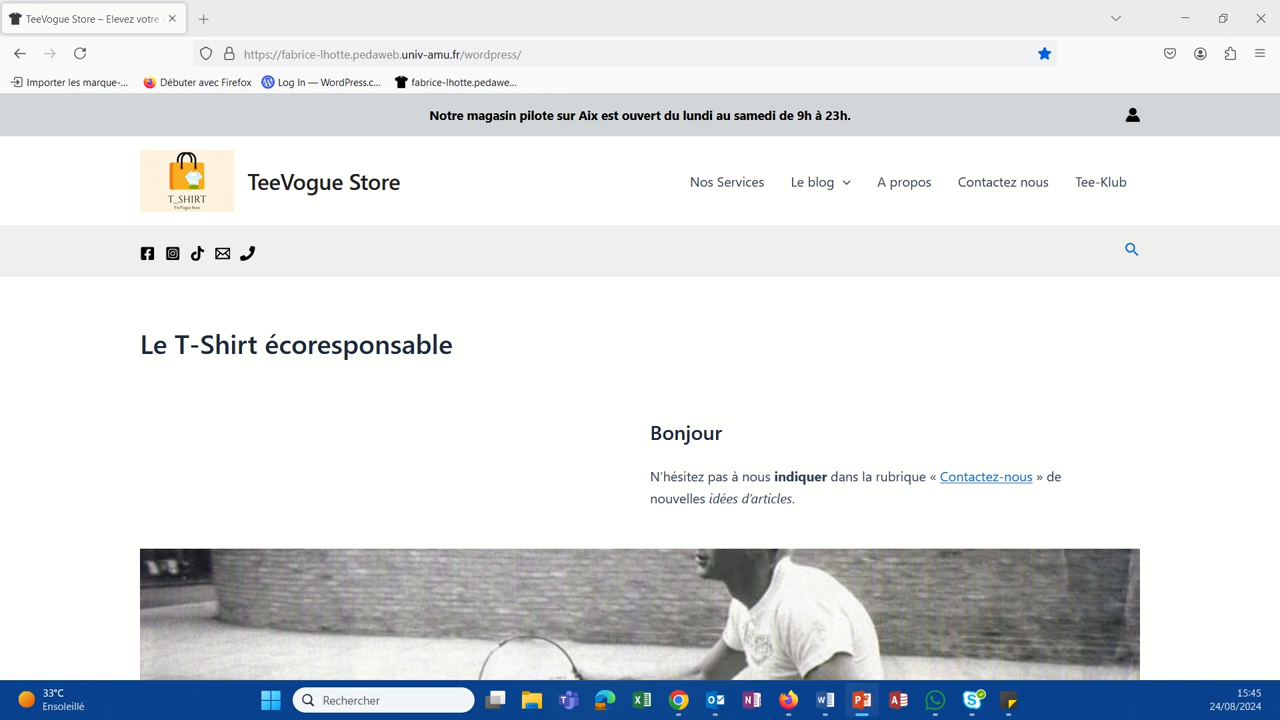 TeeVogue Store – Elevez votre s
https://fabrice-lhotte.pedaweb.univ-amu.fr/wordpress/
Importer les marque-... Débuter avec Firefox Log In — WordPress.c... fabrice-lhotte.pedawe...
Notre magasin pilote sur Aix est ouvert du lundi au samedi de 9h à 23h.
T_SHIRT
TeeVogue Store
TeeVogue Store
Nos Services Le blog A propos Contactez nous Tee-Klub
Le T-Shirt écoresponsable
Bonjour
N'hésitez pas à nous indiquer dans la rubrique « Contactez-nous » de
nouvelles idées d'articles.
33°C
Ensoleillé
Rechercher
15:45
24/08/2024